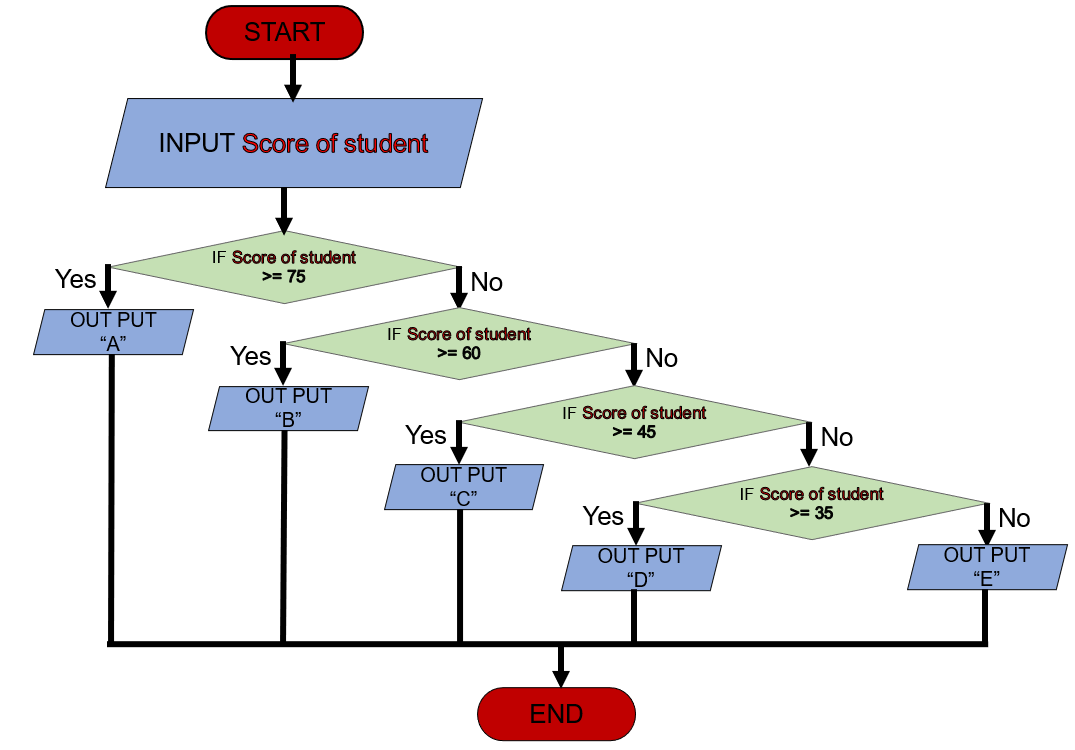 START
INPUT Score of student
IF Score of student
>= 75
Yes
No
OUT PUT
“A”
IF Score of student
>= 60
Yes
No
OUT PUT
“B”
IF Score of student
>= 45
Yes
No
OUT PUT
“C”
IF Score of student
>= 35
Yes
No
OUT PUT
“D”
OUT PUT
“E”
END